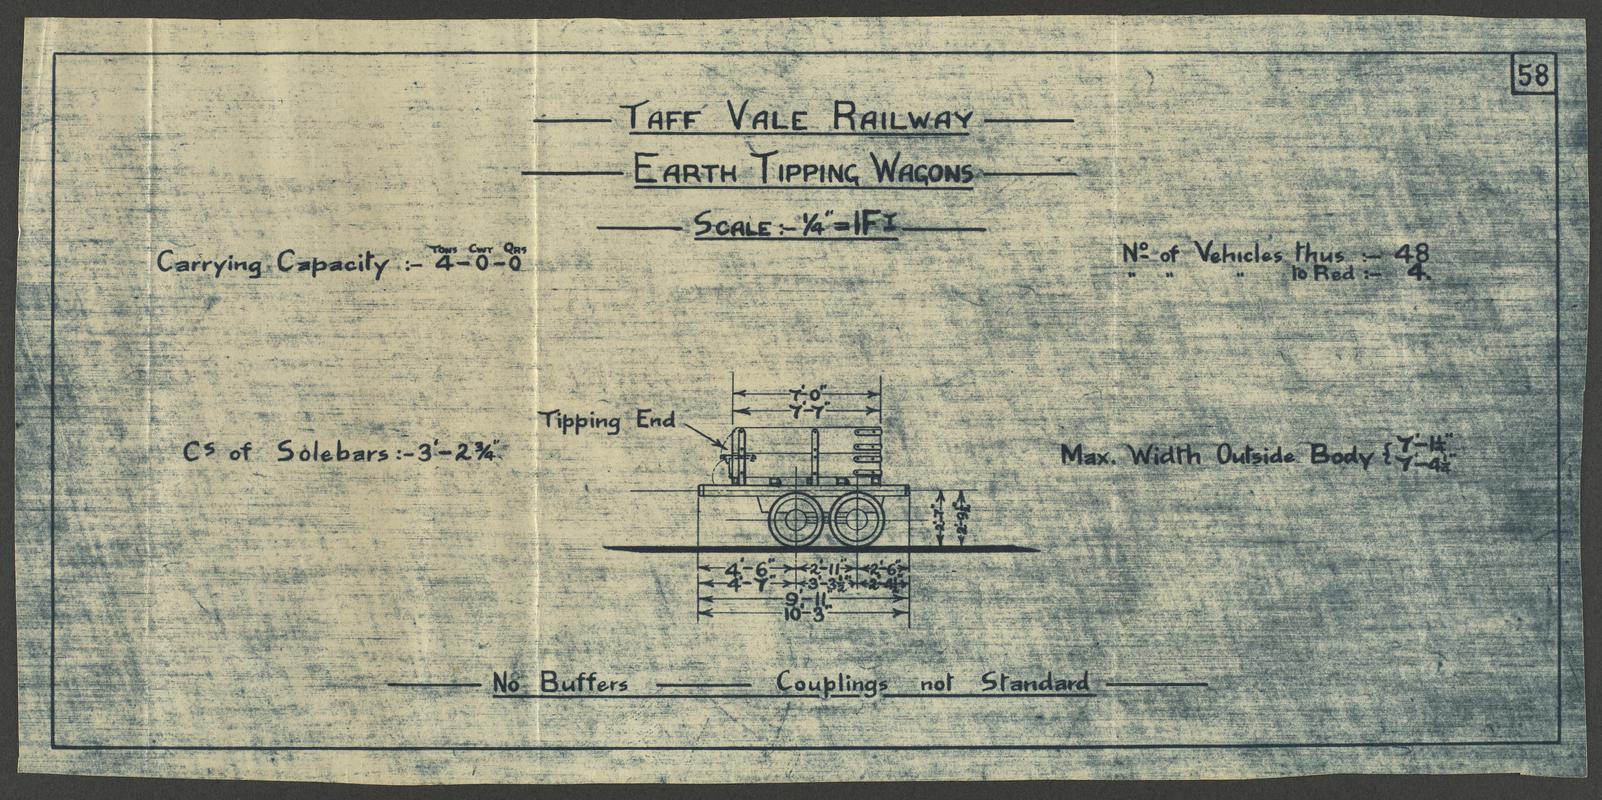 58
TAFF VALE RAILWAY
EARTH TIPPING WAGONS
SCALE:- 1/4" = 1FT
TONS CWT QRS
Carrying Capacity :- 4-0-0
No of Vehicles thus :- 48
" " " to Red :- 4.
7'-0"
7'-7"
Tipping End
Cs of Solebars:- 3'-2 3/4"
Max. Width Outside Body { 7'-1 1/4"
7'-4
2'-7"
4'-6" 2'-11" 2'-6"
4'-7" 3'-3 1/2" 2'-4 1/2"
9'-11"
10'-3"
No Buffers Couplings not Standard